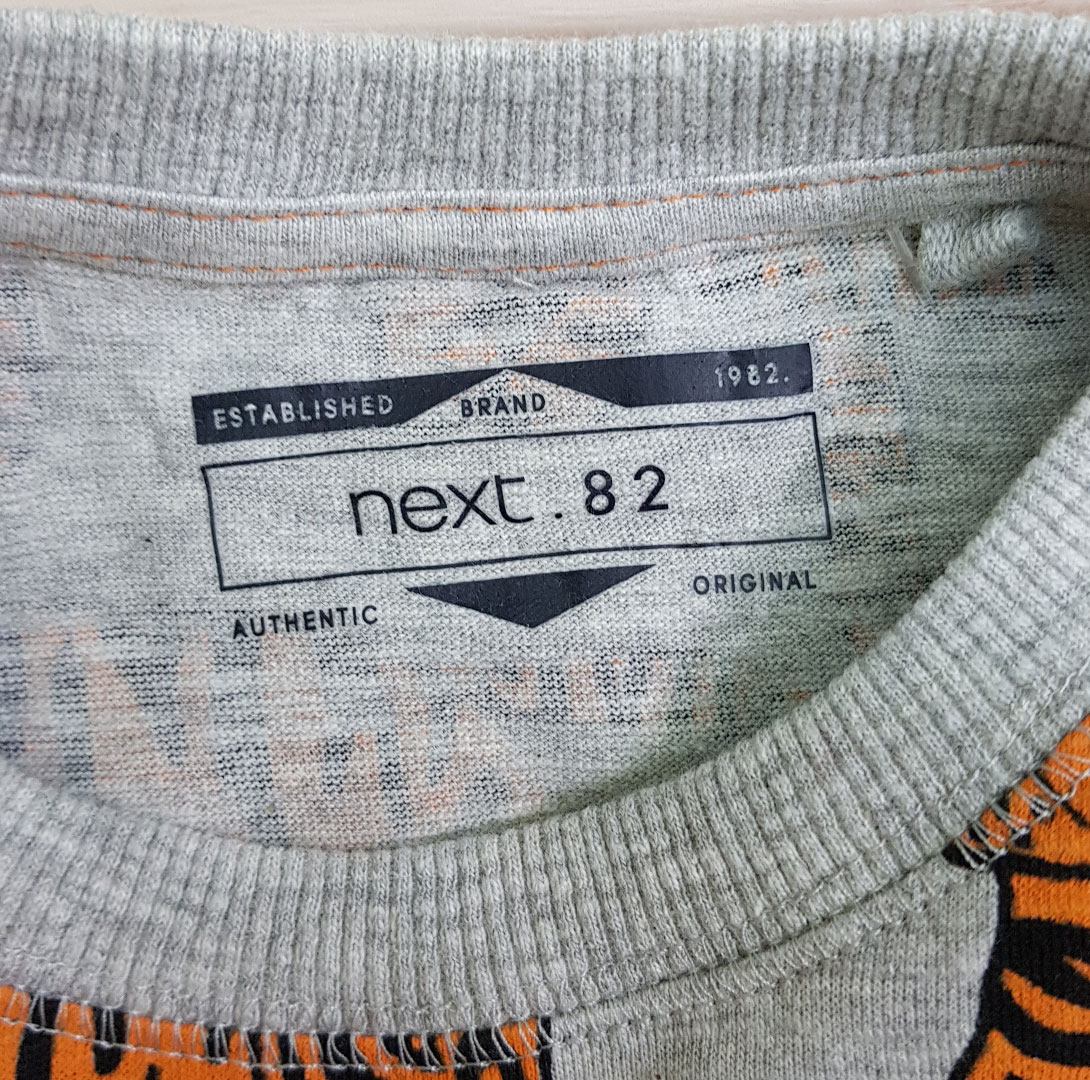 ESTABLISHED BRAND 1982.
next.82
AUTHENTIC ORIGINAL